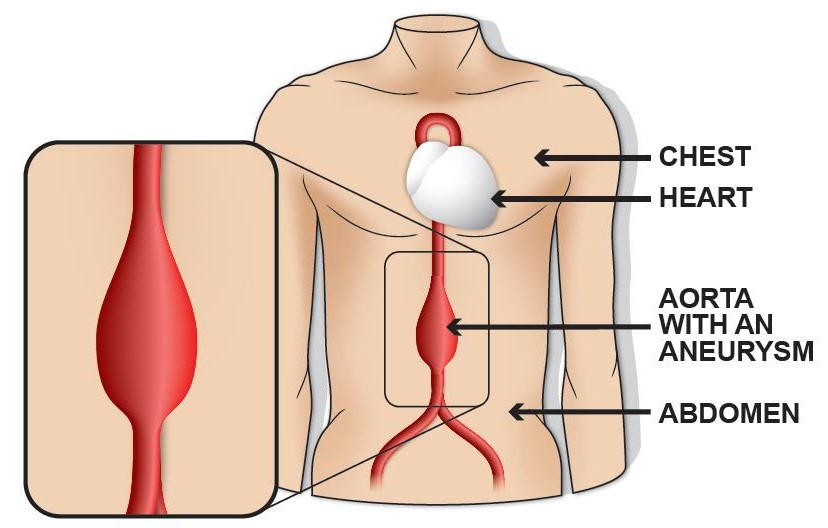 CHEST
HEART
AORTA
WITH AN
ANEURYSM
ABDOMEN